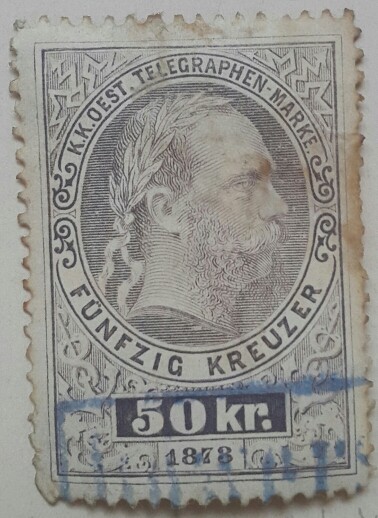 K.K.OEST.TELEGRAPHEN-MARKE.
FÜNFZIG KREUZER
50 kr.
1873